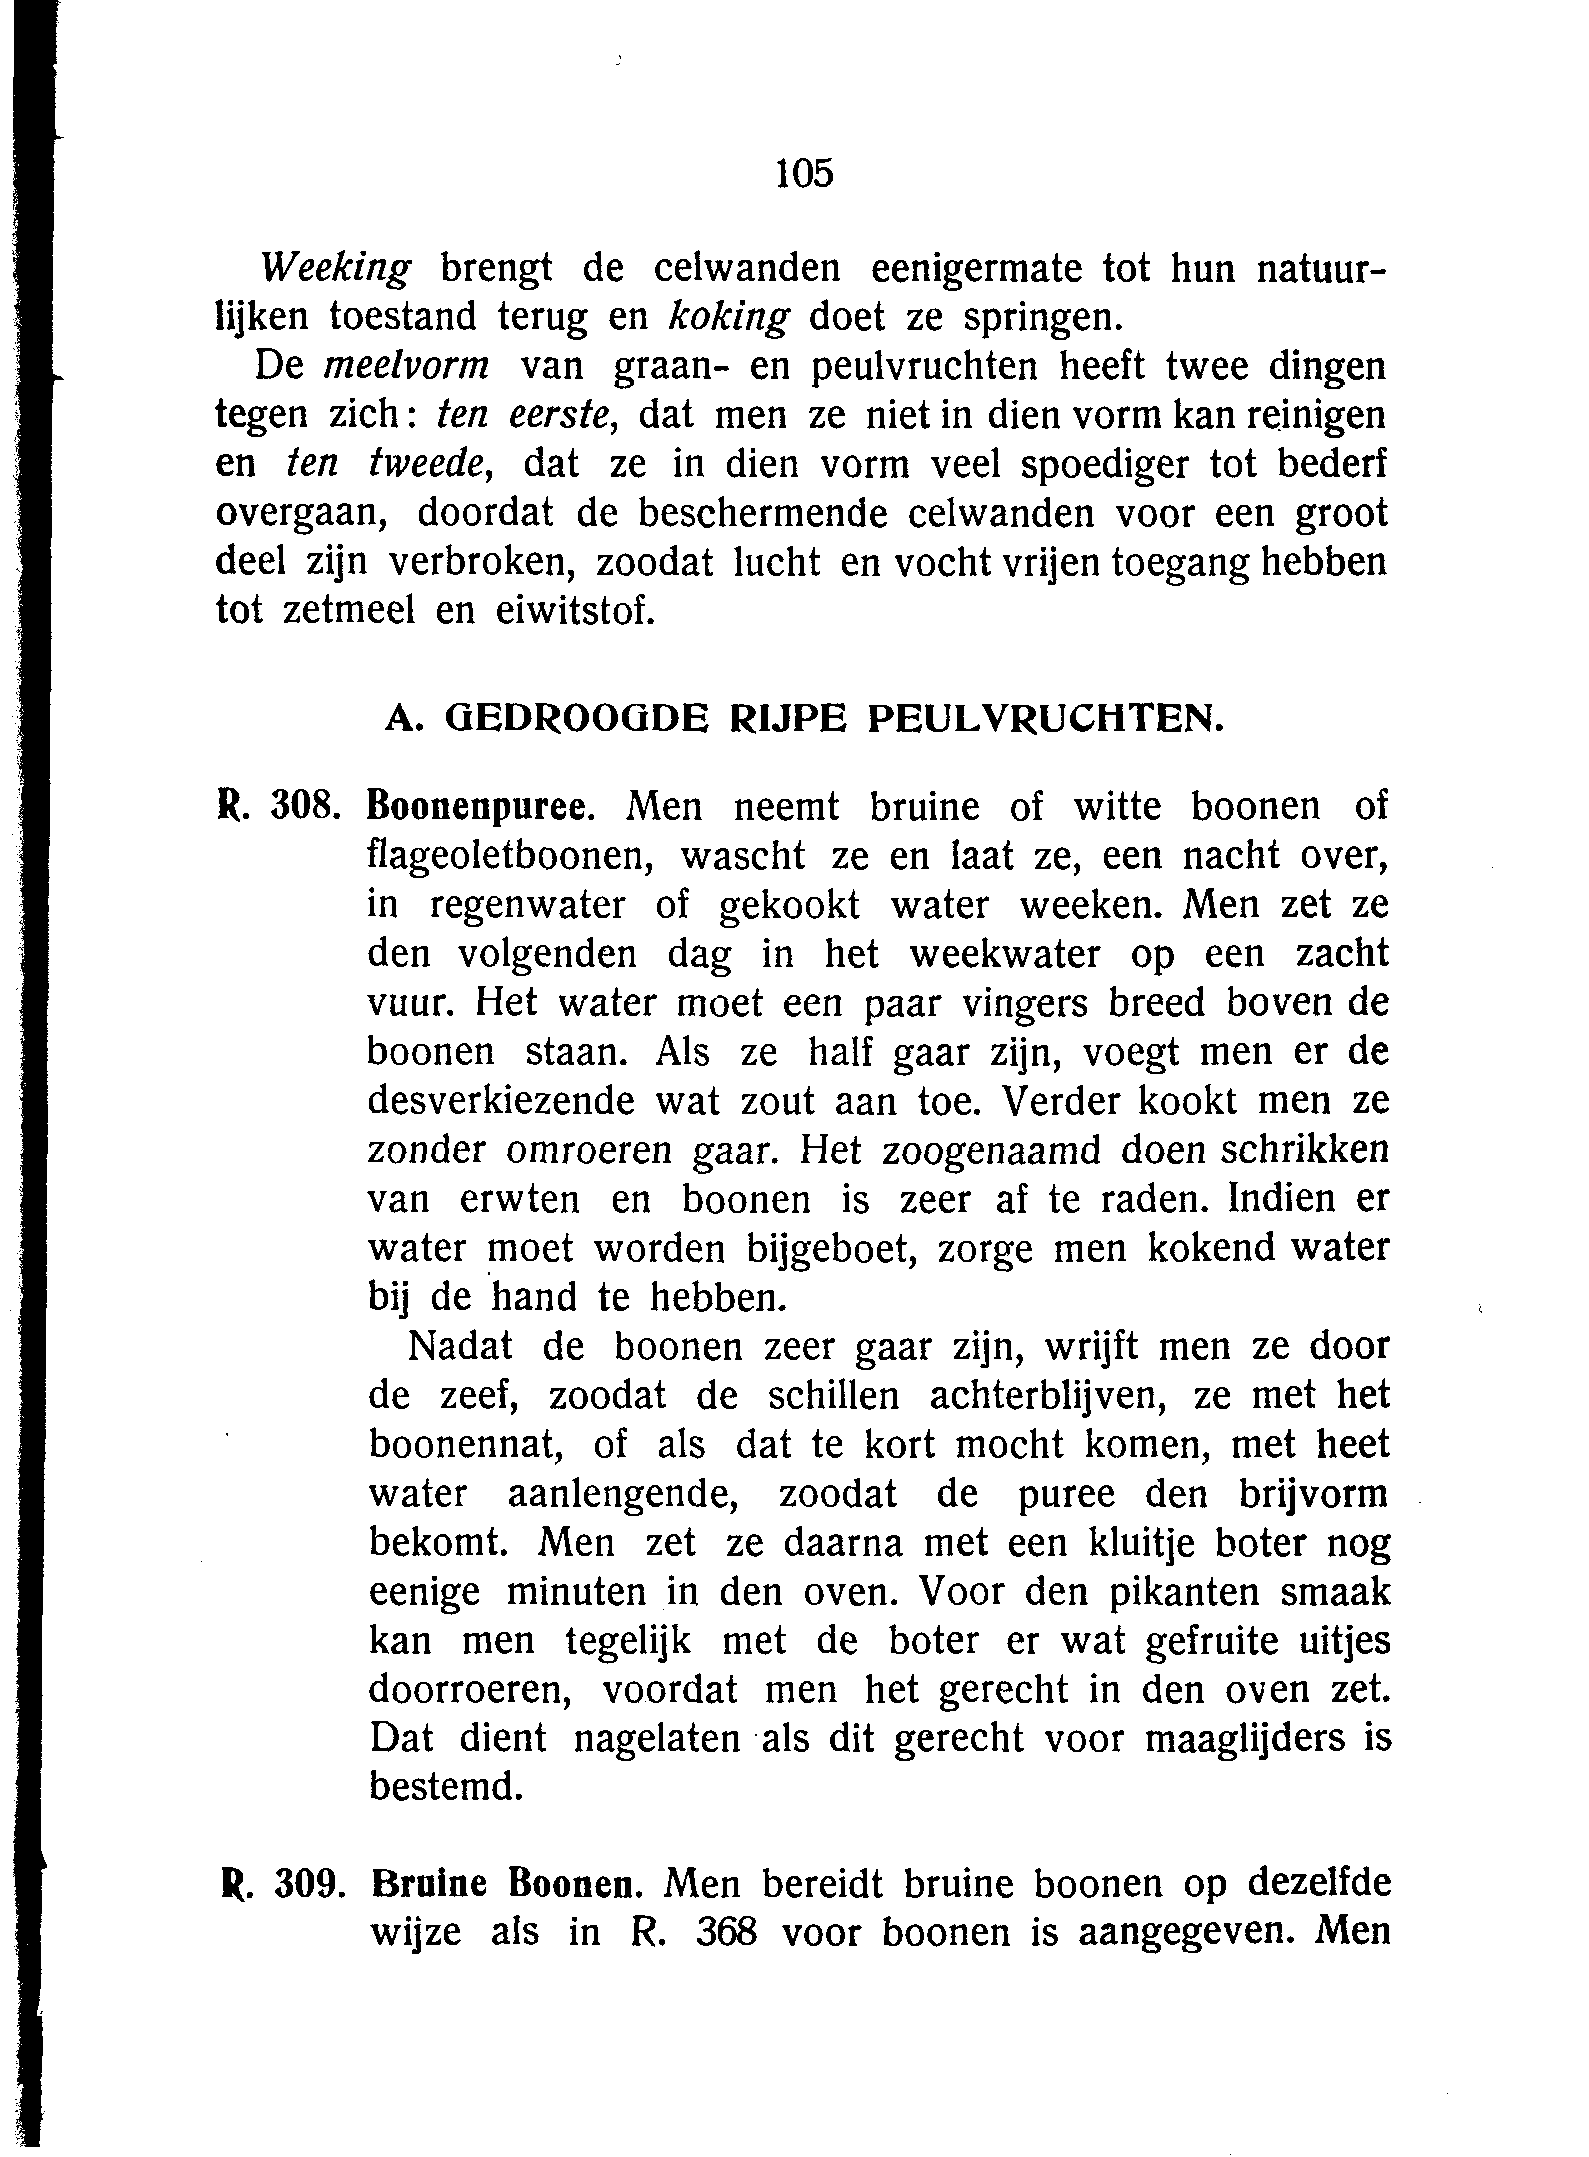 105
Weeking brengt de celwanden eenigermate tot hun natuur-
lijken toestand terug en koking doet ze springen.
De meelvorm van graan- en peulvruchten heeft twee dingen
tegen zich: ten eerste, dat men ze niet in dien vorm kan reinigen
en ten tweede, dat ze in dien vorm veel spoediger tot bederf
overgaan, doordat de beschermende celwanden voor een groot
deel zijn verbroken, zoodat lucht en vocht vrijen toegang hebben
tot zetmeel en eiwitstof.
A. GEDROOGDE RIJPE PEULVRUCHTEN.
R. 308. Boonenpuree. Men neemt bruine of witte boonen of
flageoletboonen, wascht ze en laat ze, een nacht over,
in regenwater of gekookt water weeken. Men zet ze
den volgenden dag in het weekwater op een zacht
vuur. Het water moet een paar vingers breed boven de
boonen staan. Als ze half gaar zijn, voegt men er de
desverkiezende wat zout aan toe. Verder kookt men ze
zonder omroeren gaar. Het zoogenaamd doen schrikken
van erwten en boonen is zeer af te raden. Indien er
water moet worden bijgeboet, zorge men kokend water
bij de hand te hebben.
Nadat de boonen zeer gaar zijn, wrijft men ze door
de zeef, zoodat de schillen achterblijven, ze met het
boonennat, of als dat te kort mocht komen, met heet
water aanlengende, zoodat de puree den brijvorm
bekomt. Men zet ze daarna met een kluitje boter nog
eenige minuten in den oven. Voor den pikanten smaak
kan men tegelijk met de boter er wat gefruite uitjes
doorroeren, voordat men het gerecht in den oven zet.
Dat dient nagelaten als dit gerecht voor maaglijders is
bestemd.
R. 309. Bruine Boonen. Men bereidt bruine boonen op dezelfde
wijze als in R. 368 voor boonen is aangegeven. Men